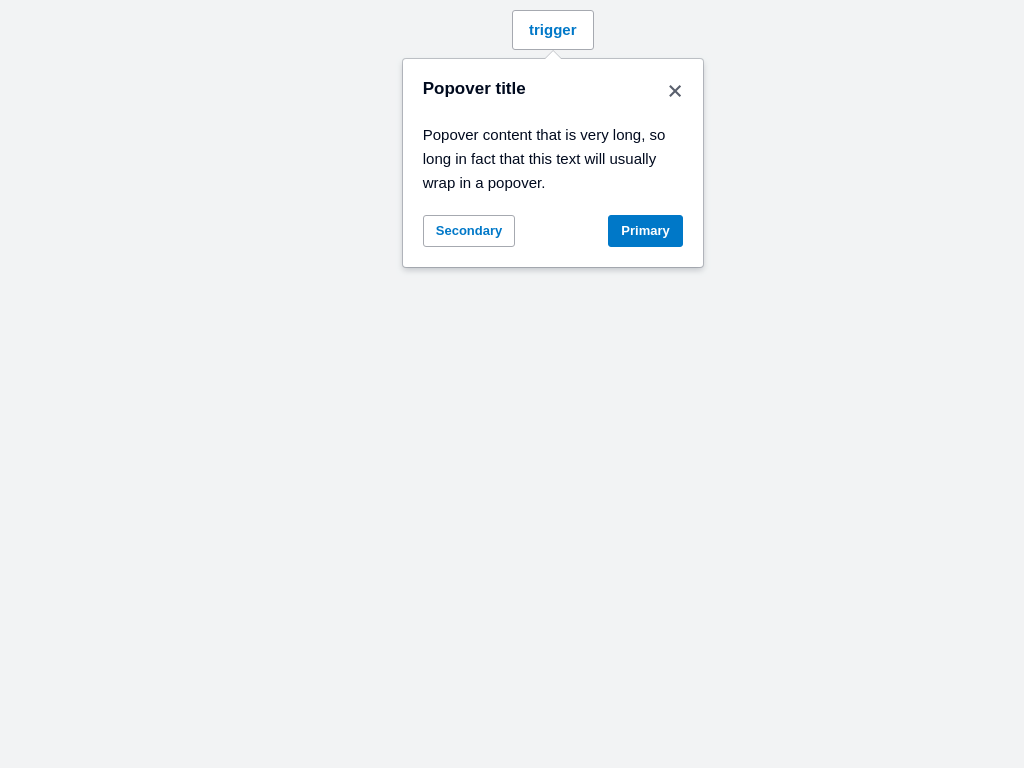 trigger
Popover title
Popover content that is very long, so
long in fact that this text will usually
wrap in a popover.
Secondary
Primary